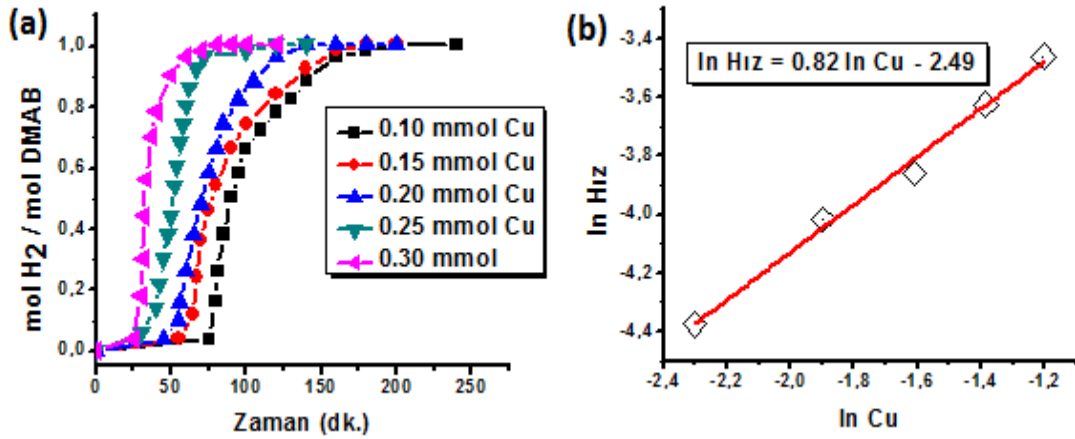 (a)
mol H2 / mol DMAB
1,0
0,8
0,6
0,4
0,2
0,0
0 50 100 150 200 250
Zaman (dk.)
0.10 mmol Cu
0.15 mmol Cu
0.20 mmol Cu
0.25 mmol Cu
0.30 mmol
(b)
ln Hız
-3,4
-3,6
-3,8
-4,0
-4,2
-4,4
-2,4 -2,2 -2,0 -1,8 -1,6 -1,4 -1,2
ln Cu
ln Hız = 0.82 ln Cu - 2.49